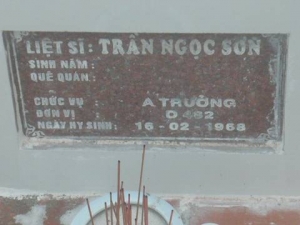 LIỆT SĨ : TRẦN NGỌC SƠN
SINH NĂM :
QUÊ QUÁN :
CHỨC VỤ : A TRƯỞNG
ĐƠN VỊ : D 462
NGÀY HY SINH : 16-02-1968